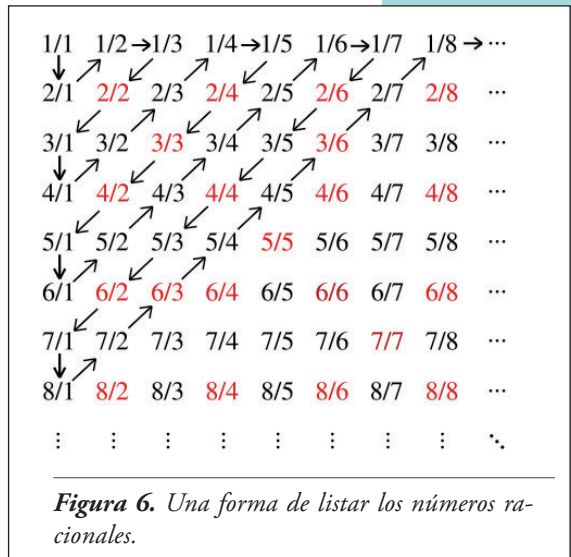 1/1 1/2 →1/3 1/4 →1/5 1/6 →1/7 1/8 → ⋯
2/1 2/2 2/3 2/4 2/5 2/6 2/7 2/8 ⋯
3/1 3/2 3/3 3/4 3/5 3/6 3/7 3/8 ⋯
4/1 4/2 4/3 4/4 4/5 4/6 4/7 4/8 ⋯
5/1 5/2 5/3 5/4 5/5 5/6 5/7 5/8 ⋯
6/1 6/2 6/3 6/4 6/5 6/6 6/7 6/8 ⋯
7/1 7/2 7/3 7/4 7/5 7/6 7/7 7/8 ⋯
8/1 8/2 8/3 8/4 8/5 8/6 8/7 8/8 ⋯
⋮ ⋮ ⋮ ⋮ ⋮ ⋮ ⋮ ⋮ ⋱
Figura 6. Una forma de listar los números ra-
cionales.